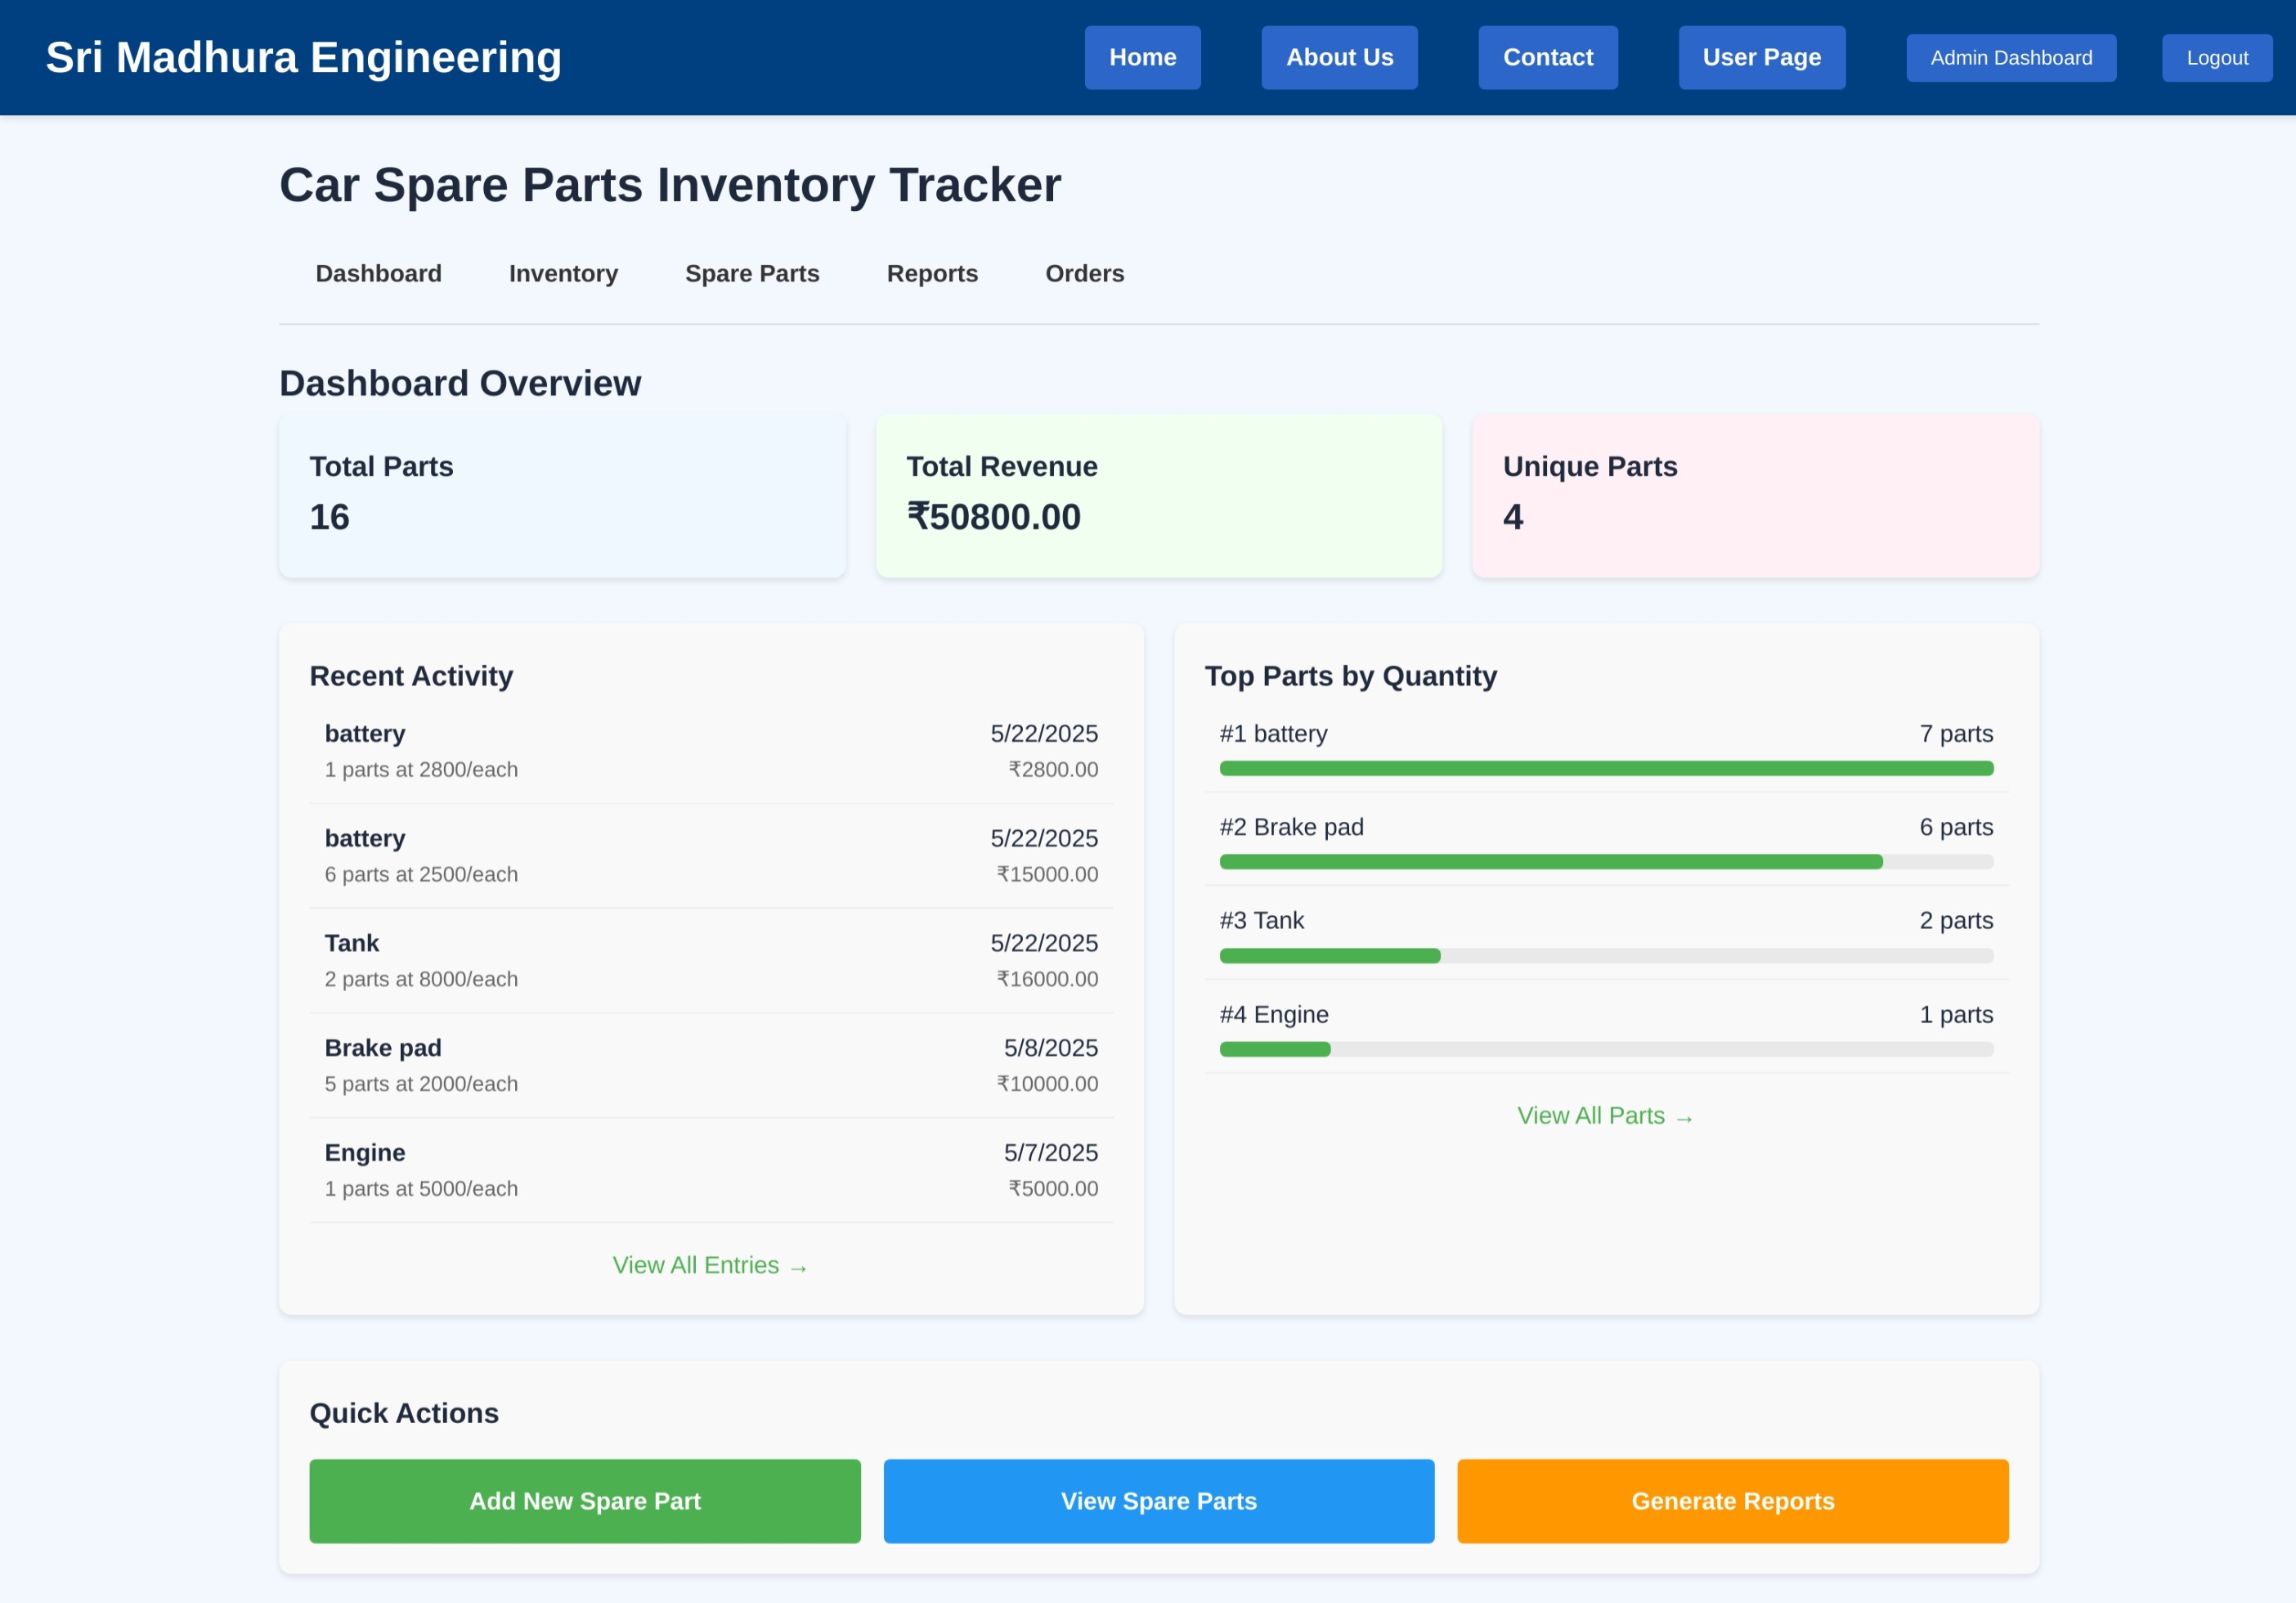 Sri Madhura Engineering
Home About Us Contact User Page Admin Dashboard Logout
Car Spare Parts Inventory Tracker
Dashboard Inventory Spare Parts Reports Orders
Dashboard Overview
Total Parts
16
Total Revenue
₹50800.00
Unique Parts
4
Recent Activity
battery 5/22/2025
1 parts at 2800/each ₹2800.00
battery 5/22/2025
6 parts at 2500/each ₹15000.00
Tank 5/22/2025
2 parts at 8000/each ₹16000.00
Brake pad 5/8/2025
5 parts at 2000/each ₹10000.00
Engine 5/7/2025
1 parts at 5000/each ₹5000.00
View All Entries →
Top Parts by Quantity
#1 battery 7 parts
#2 Brake pad 6 parts
#3 Tank 2 parts
#4 Engine 1 parts
View All Parts →
Quick Actions
Add New Spare Part View Spare Parts Generate Reports